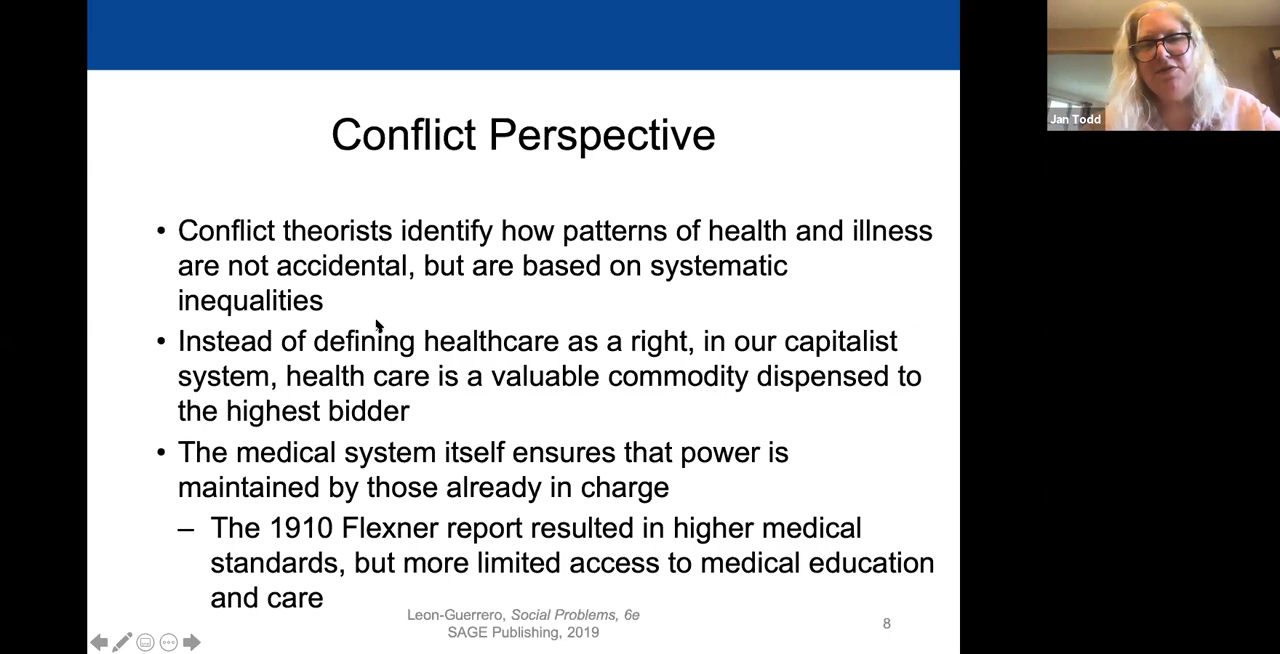 Conflict Perspective
• Conflict theorists identify how patterns of health and illness
are not accidental, but are based on systematic
inequalities
• Instead of defining healthcare as a right, in our capitalist
system, health care is a valuable commodity dispensed to
the highest bidder
• The medical system itself ensures that power is
maintained by those already in charge
– The 1910 Flexner report resulted in higher medical
standards, but more limited access to medical education
and care
Leon-Guerrero, Social Problems, 6e
SAGE Publishing, 2019
8
Jan Todd